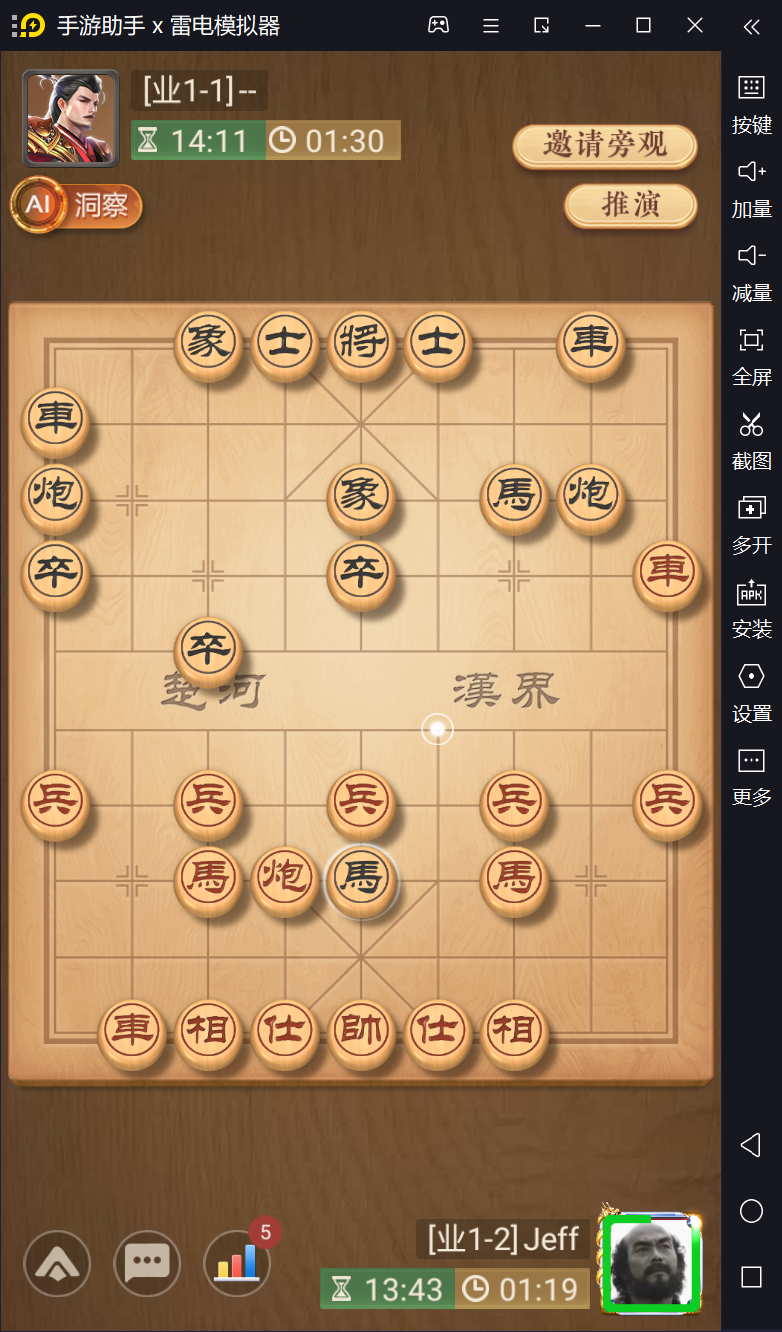 手游助手 x 雷电模拟器
[业1-1]--
14:11 01:30
邀请旁观
AI 洞察
推演
按键
加量
减量
全屏
截图
多开
APK
安装
设置
更多
象 士 將 士 車
車
炮 象 馬 炮
卒 卒 車
卒
楚河 漢界
兵 兵 兵 兵 兵
馬 炮 馬 馬
車 相 仕 帥 仕 相
5
[业1-2]Jeff
13:43 01:19